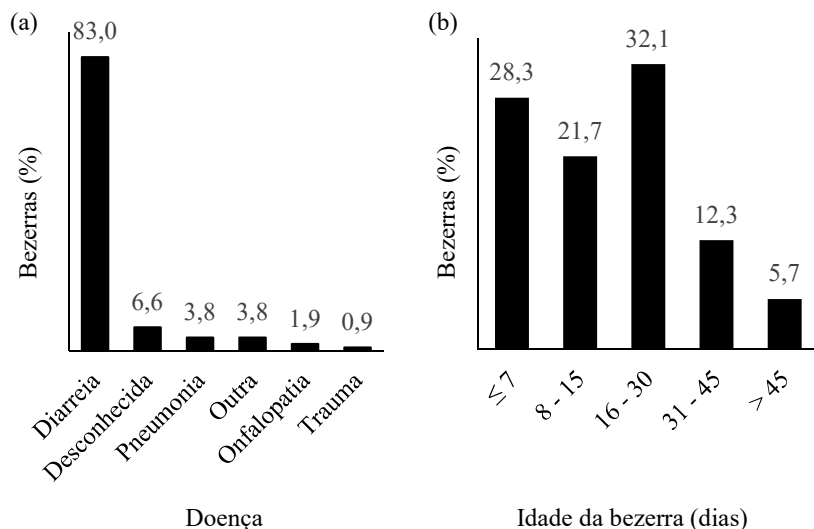 (a)
83,0
6,6
3,8
3,8
1,9
0,9
Bezerras (%)
Diarreia
Desconhecida
Pneumonia
Outra
Onfalopatia
Trauma
Doença
(b)
28,3
21,7
32,1
12,3
5,7
Bezerras (%)
≤ 7
8 - 15
16 - 30
31 - 45
> 45
Idade da bezerra (dias)